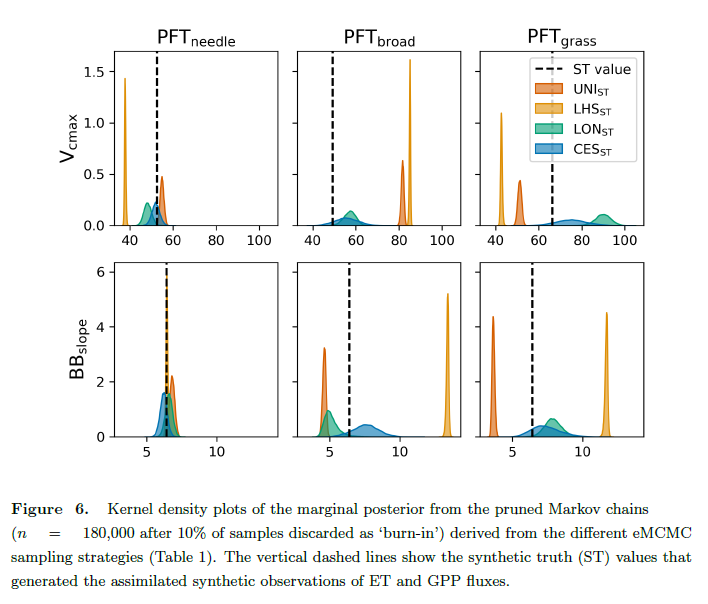 PFTneedle PFTbroad PFTgrass
Vcmax
1.5
1.0
0.5
0.0
40 60 80 100
40 60 80 100
40 60 80 100
ST value
UNIST
LHSST
LONST
CESST
BBslope
6
4
2
0
5 10
5 10
5 10
Figure 6. Kernel density plots of the marginal posterior from the pruned Markov chains
(n = 180,000 after 10% of samples discarded as ‘burn-in’) derived from the different eMCMC
sampling strategies (Table 1). The vertical dashed lines show the synthetic truth (ST) values that
generated the assimilated synthetic observations of ET and GPP fluxes.